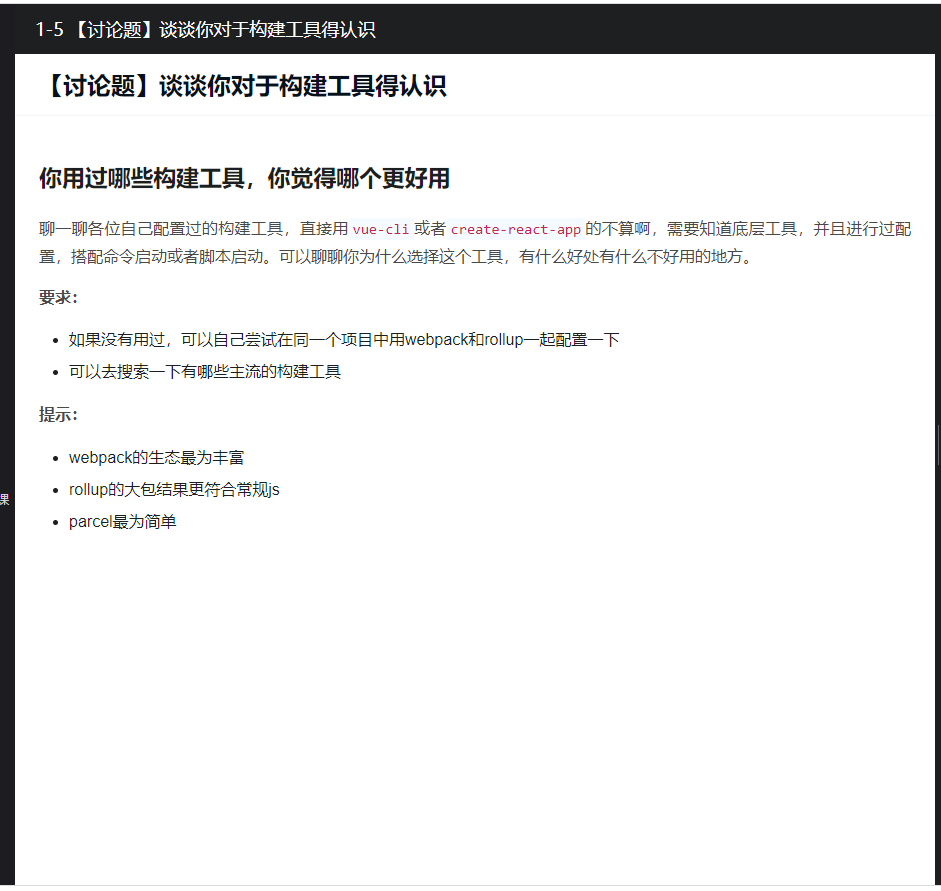 1-5 【讨论题】谈谈你对于构建工具得认识
【讨论题】谈谈你对于构建工具得认识
你用过哪些构建工具，你觉得哪个更好用
聊一聊各位自己配置过的构建工具，直接用 vue-cli 或者 create-react-app 的不算啊，需要知道底层工具，并且进行过配
置，搭配命令启动或者脚本启动。可以聊聊你为什么选择这个工具，有什么好处有什么不好用的地方。
要求：
如果没有用过，可以自己尝试在同一个项目中用webpack和rollup一起配置一下
可以去搜索一下有哪些主流的构建工具
提示：
webpack的生态最为丰富
课
rollup的大包结果更符合常规js
parcel最为简单